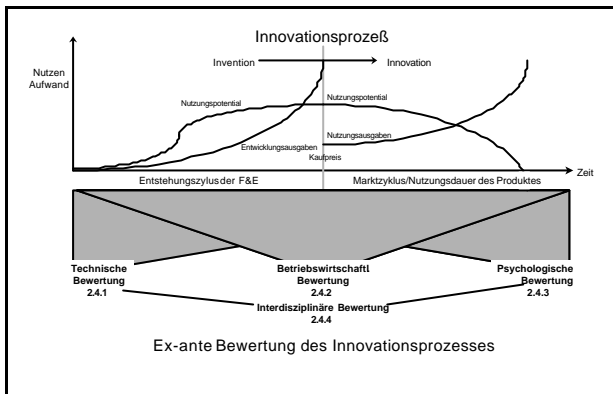 Innovationsprozeß
Invention
Innovation
Nutzen
Aufwand
Nutzungspotential
Nutzungspotential
Nutzungsausgaben
Entwicklungsausgaben
Kaufpreis
Zeit
Entstehungszylus der F&E
Marktzyklus/Nutzungsdauer des Produktes
Technische
Bewertung
2.4.1
Betriebswirtschaftl.
Bewertung
2.4.2
Psychologische
Bewertung
2.4.3
Interdisziplinäre Bewertung
2.4.4
Ex-ante Bewertung des Innovationsprozesses